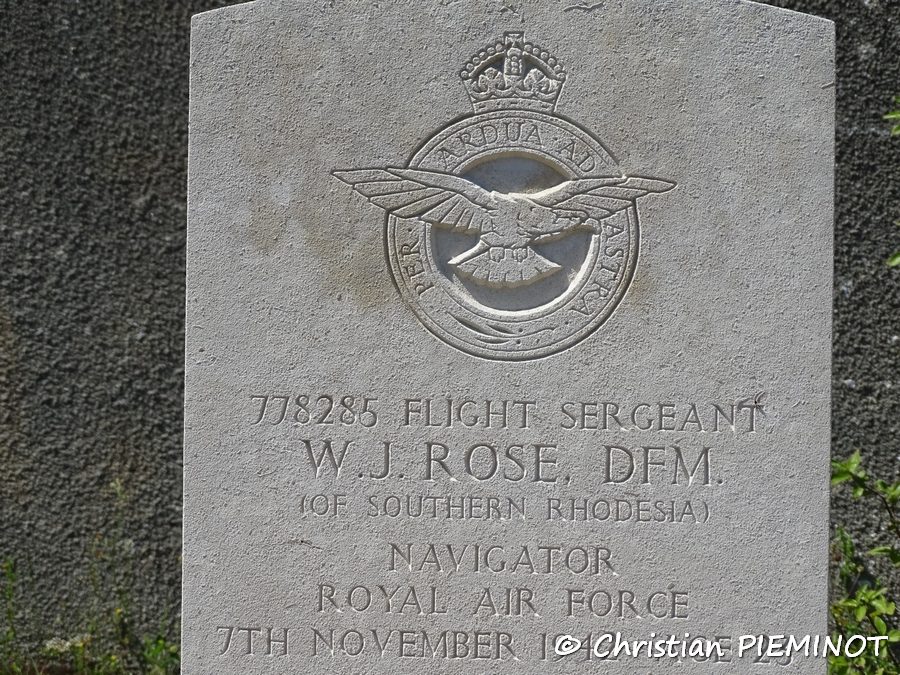 PER ARDUA AD ASTRA
778285 FLIGHT SERGEANT
W. J. ROSE, DFM.
(OF SOUTHERN RHODESIA)
NAVIGATOR
ROYAL AIR FORCE
7TH NOVEMBER 1942
© Christian PIEMINOT